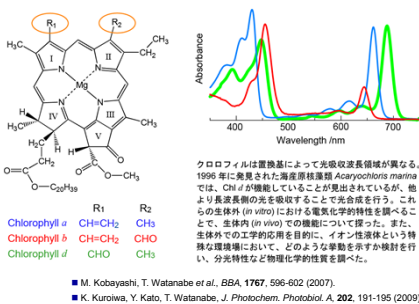 R₁
R₂
H₃C
CH₃
CH₂
I
II
N
N
Mg
N
N
IV
III
H
H₃C
CH₃
H
V
CH₂
H₂C
O
O
C
OC₂₀H₃₉
C
OCH₃
O
R₁ R₂
Chlorophyll a CH=CH₂ CH₃
Chlorophyll b CH=CH₂ CHO
Chlorophyll d CHO CH₃
Absorbance
400 500 600 700
Wavelength /nm
クロロフィルは置換基によって光吸収波長領域が異なる。
1996 年に発見された海産原核藻類 Acaryochloris marina
では、Chl d が機能していることが見出されているが、他
より長波長側の光を吸収することで光合成を行う。これ
らの生体外 (in vitro) における電気化学的特性を調べるこ
とで、生体内 (in vivo) での機能について探った。また、
生体外での工学的応用を目的に、イオン性液体という特
殊な環境場において、どのような挙動を示すか検討を行
い、分光特性など物理化学的性質を調べた。
■ M. Kobayashi, T. Watanabe et al., BBA, 1767, 596-602 (2007).
■ K. Kuroiwa, Y. Kato, T. Watanabe, J. Photochem. Photobiol. A, 202, 191-195 (2009).